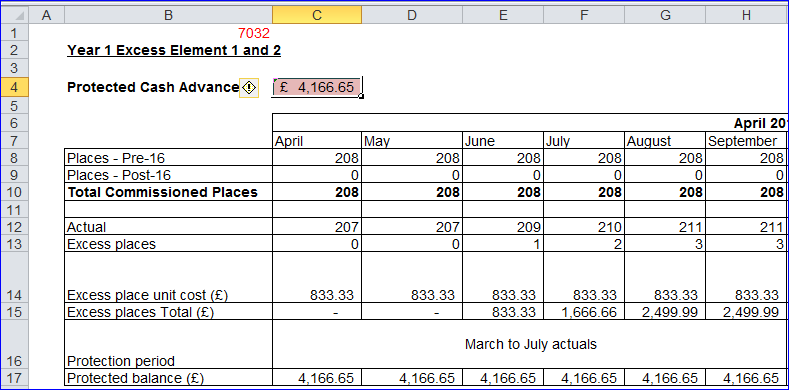 A B C D E F G H
1 7032
2 Year 1 Excess Element 1 and 2
3
4 Protected Cash Advance £ 4,166.65
5
6 April 20
7 April May June July August September
8 Places - Pre-16 208 208 208 208 208 208
9 Places - Post-16 0 0 0 0 0 0
10 Total Commissioned Places 208 208 208 208 208 208
11
12 Actual 207 207 209 210 211 211
13 Excess places 0 0 1 2 3 3
14 Excess place unit cost (£) 833.33 833.33 833.33 833.33 833.33 833.33
15 Excess places Total (£) - - 833.33 1,666.66 2,499.99 2,499.99
March to July actuals
16 Protection period
17 Protected balance (£) 4,166.65 4,166.65 4,166.65 4,166.65 4,166.65 4,166.65